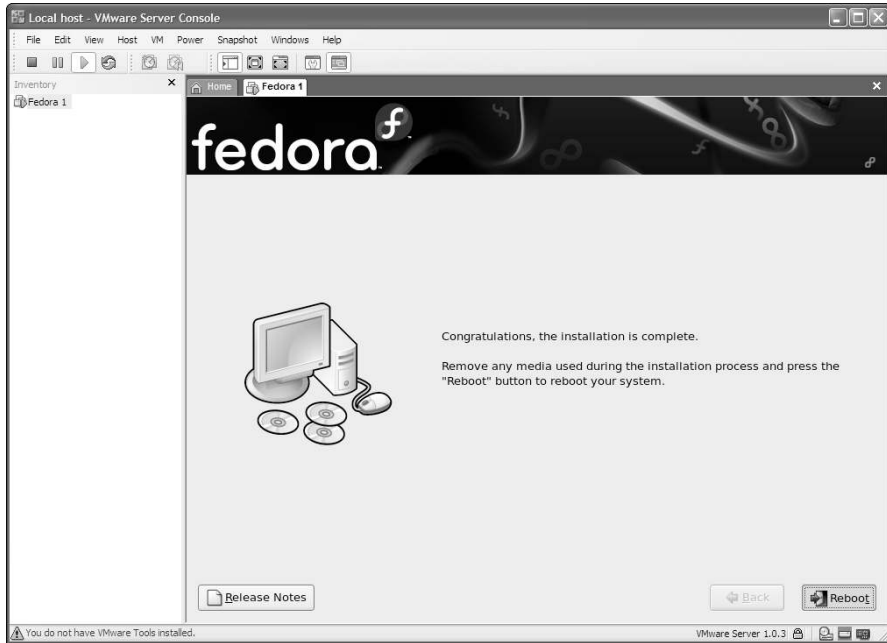 Local host - VMware Server Console
File Edit View Host VM Power Snapshot Windows Help
Inventory
Home Fedora 1
Fedora 1
fedora
Congratulations, the installation is complete.
Remove any media used during the installation process and press the
"Reboot" button to reboot your system.
Release Notes
Back
Reboot
You do not have VMware Tools installed.
VMware Server 1.0.3